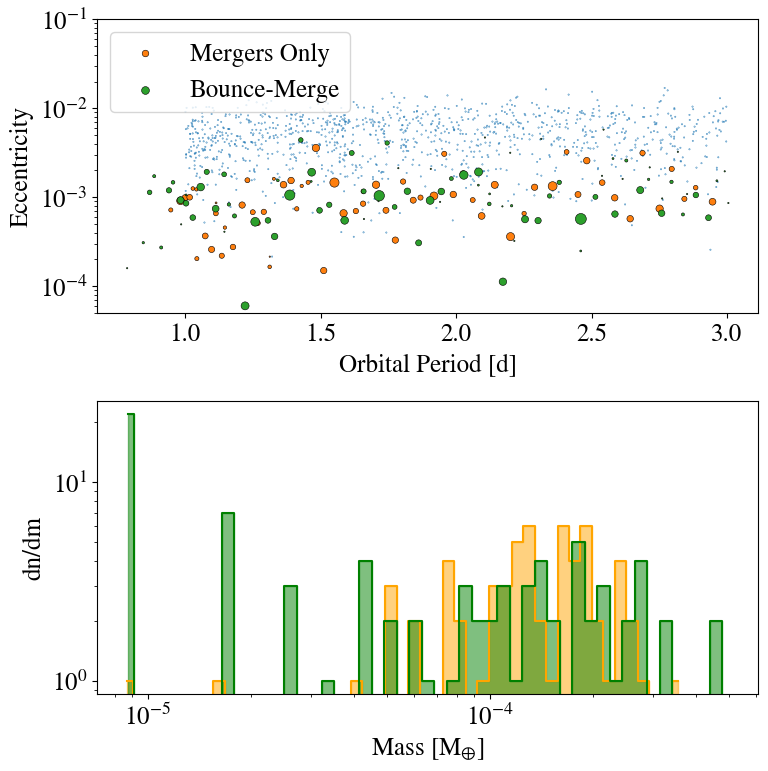 10⁻¹
Mergers Only
Bounce-Merge
10⁻²
10⁻³
10⁻⁴
Eccentricity
1.0 1.5 2.0 2.5 3.0
Orbital Period [d]
10¹
10⁰
dn/dm
10⁻⁵ 10⁻⁴
Mass [M⊕]